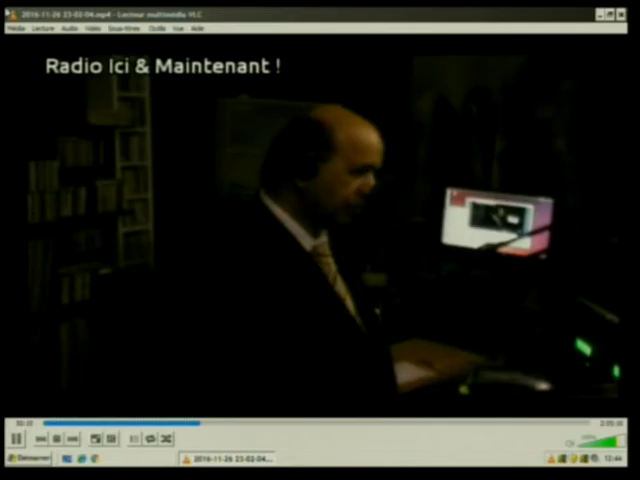 2016-11-26 23-02-04.mp4 - Lecteur multimédia VLC
Média Lecture Audio Vidéo Sous-titres Outils Vue Aide
Radio Ici & Maintenant !
Démarrer 2016-11-26 23-02-04... 12:44